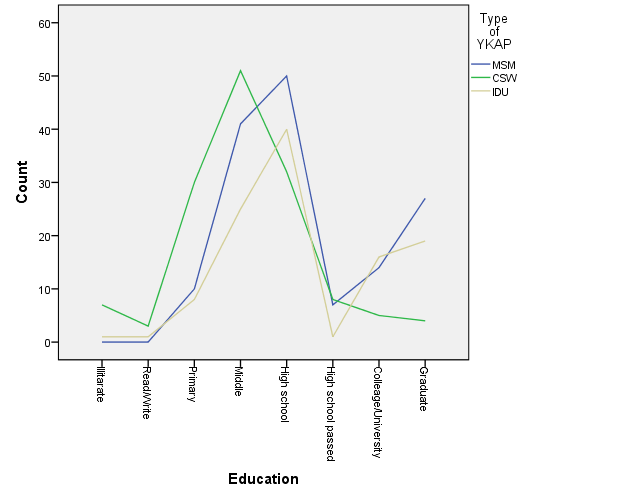 Type
of
YKAP
MSM
CSW
IDU
60
50
40
30
20
10
0
Count
Illitarate
Read/Write
Primary
Middle
High school
High school passed
Colleage/University
Graduate
Education